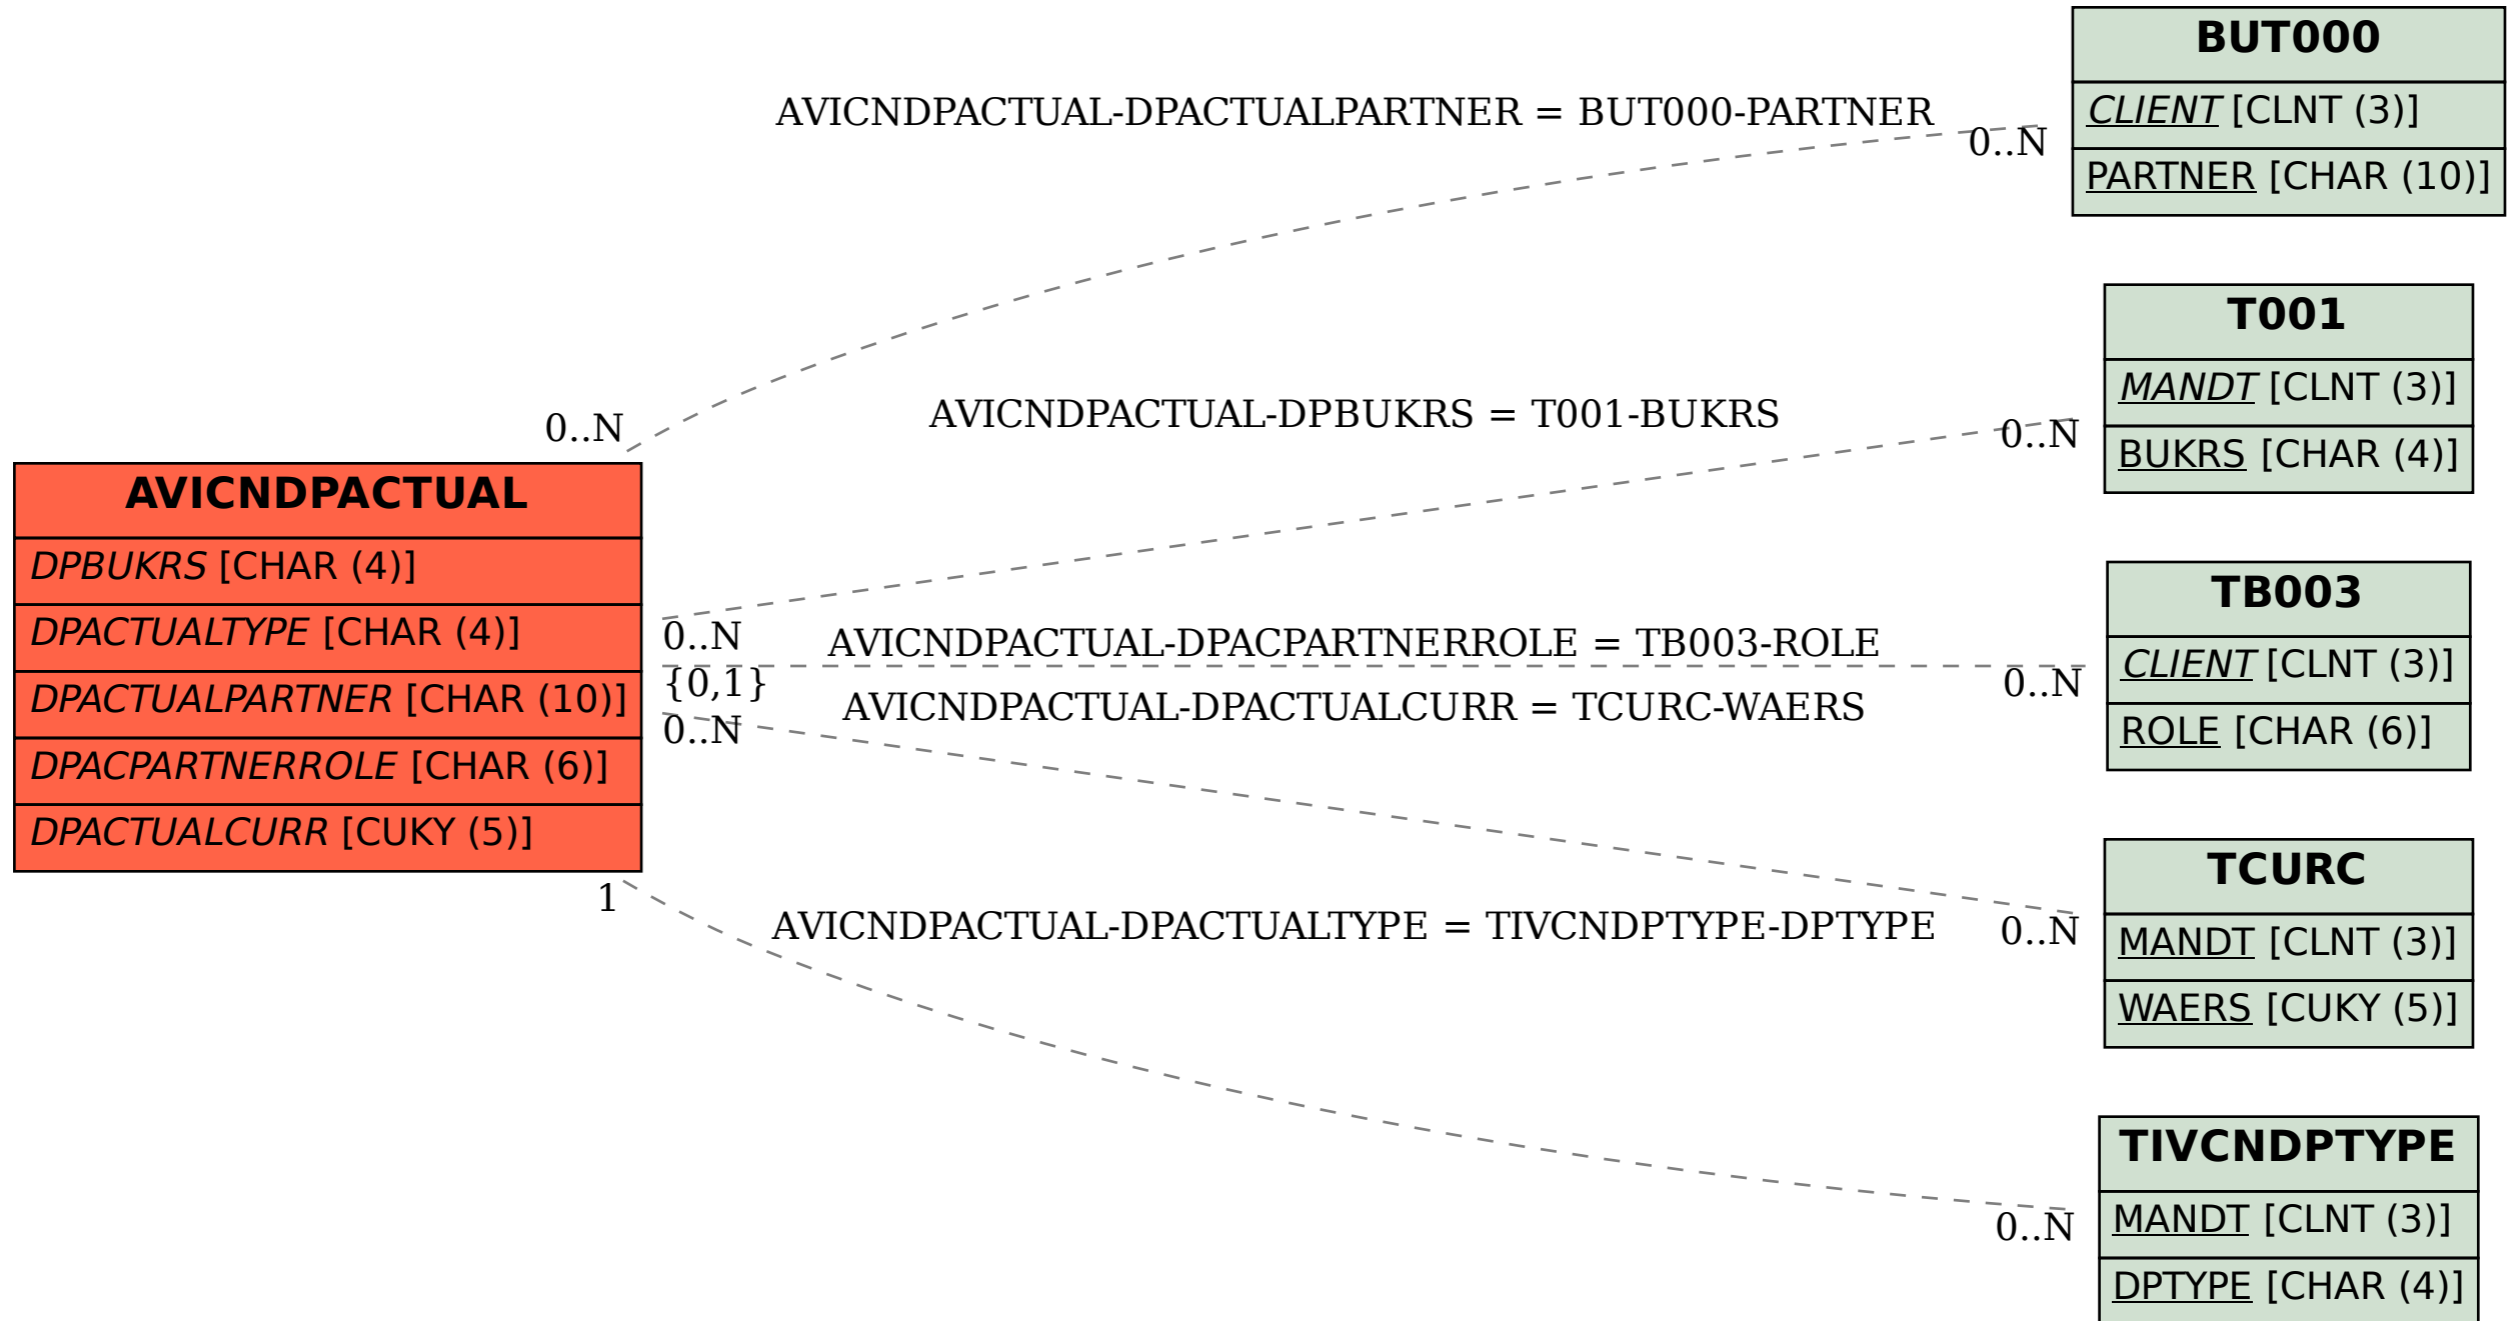 BUT000
CLIENT [CLNT (3)]
PARTNER [CHAR (10)]
AVICNDPACTUAL-DPACTUALPARTNER = BUT000-PARTNER
0..N
0..N
T001
MANDT [CLNT (3)]
BUKRS [CHAR (4)]
AVICNDPACTUAL-DPBUKRS = T001-BUKRS
0..N
0..N
AVICNDPACTUAL
DPBUKRS [CHAR (4)]
DPACTUALTYPE [CHAR (4)]
DPACTUALPARTNER [CHAR (10)]
DPACPARTNERROLE [CHAR (6)]
DPACTUALCURR [CUKY (5)]
TB003
CLIENT [CLNT (3)]
ROLE [CHAR (6)]
AVICNDPACTUAL-DPACPARTNERROLE = TB003-ROLE
{0,1}
0..N
AVICNDPACTUAL-DPACTUALCURR = TCURC-WAERS
0..N
0..N
TCURC
MANDT [CLNT (3)]
WAERS [CUKY (5)]
1
AVICNDPACTUAL-DPACTUALTYPE = TIVCNDPTYPE-DPTYPE
0..N
TIVCNDPTYPE
MANDT [CLNT (3)]
DPTYPE [CHAR (4)]